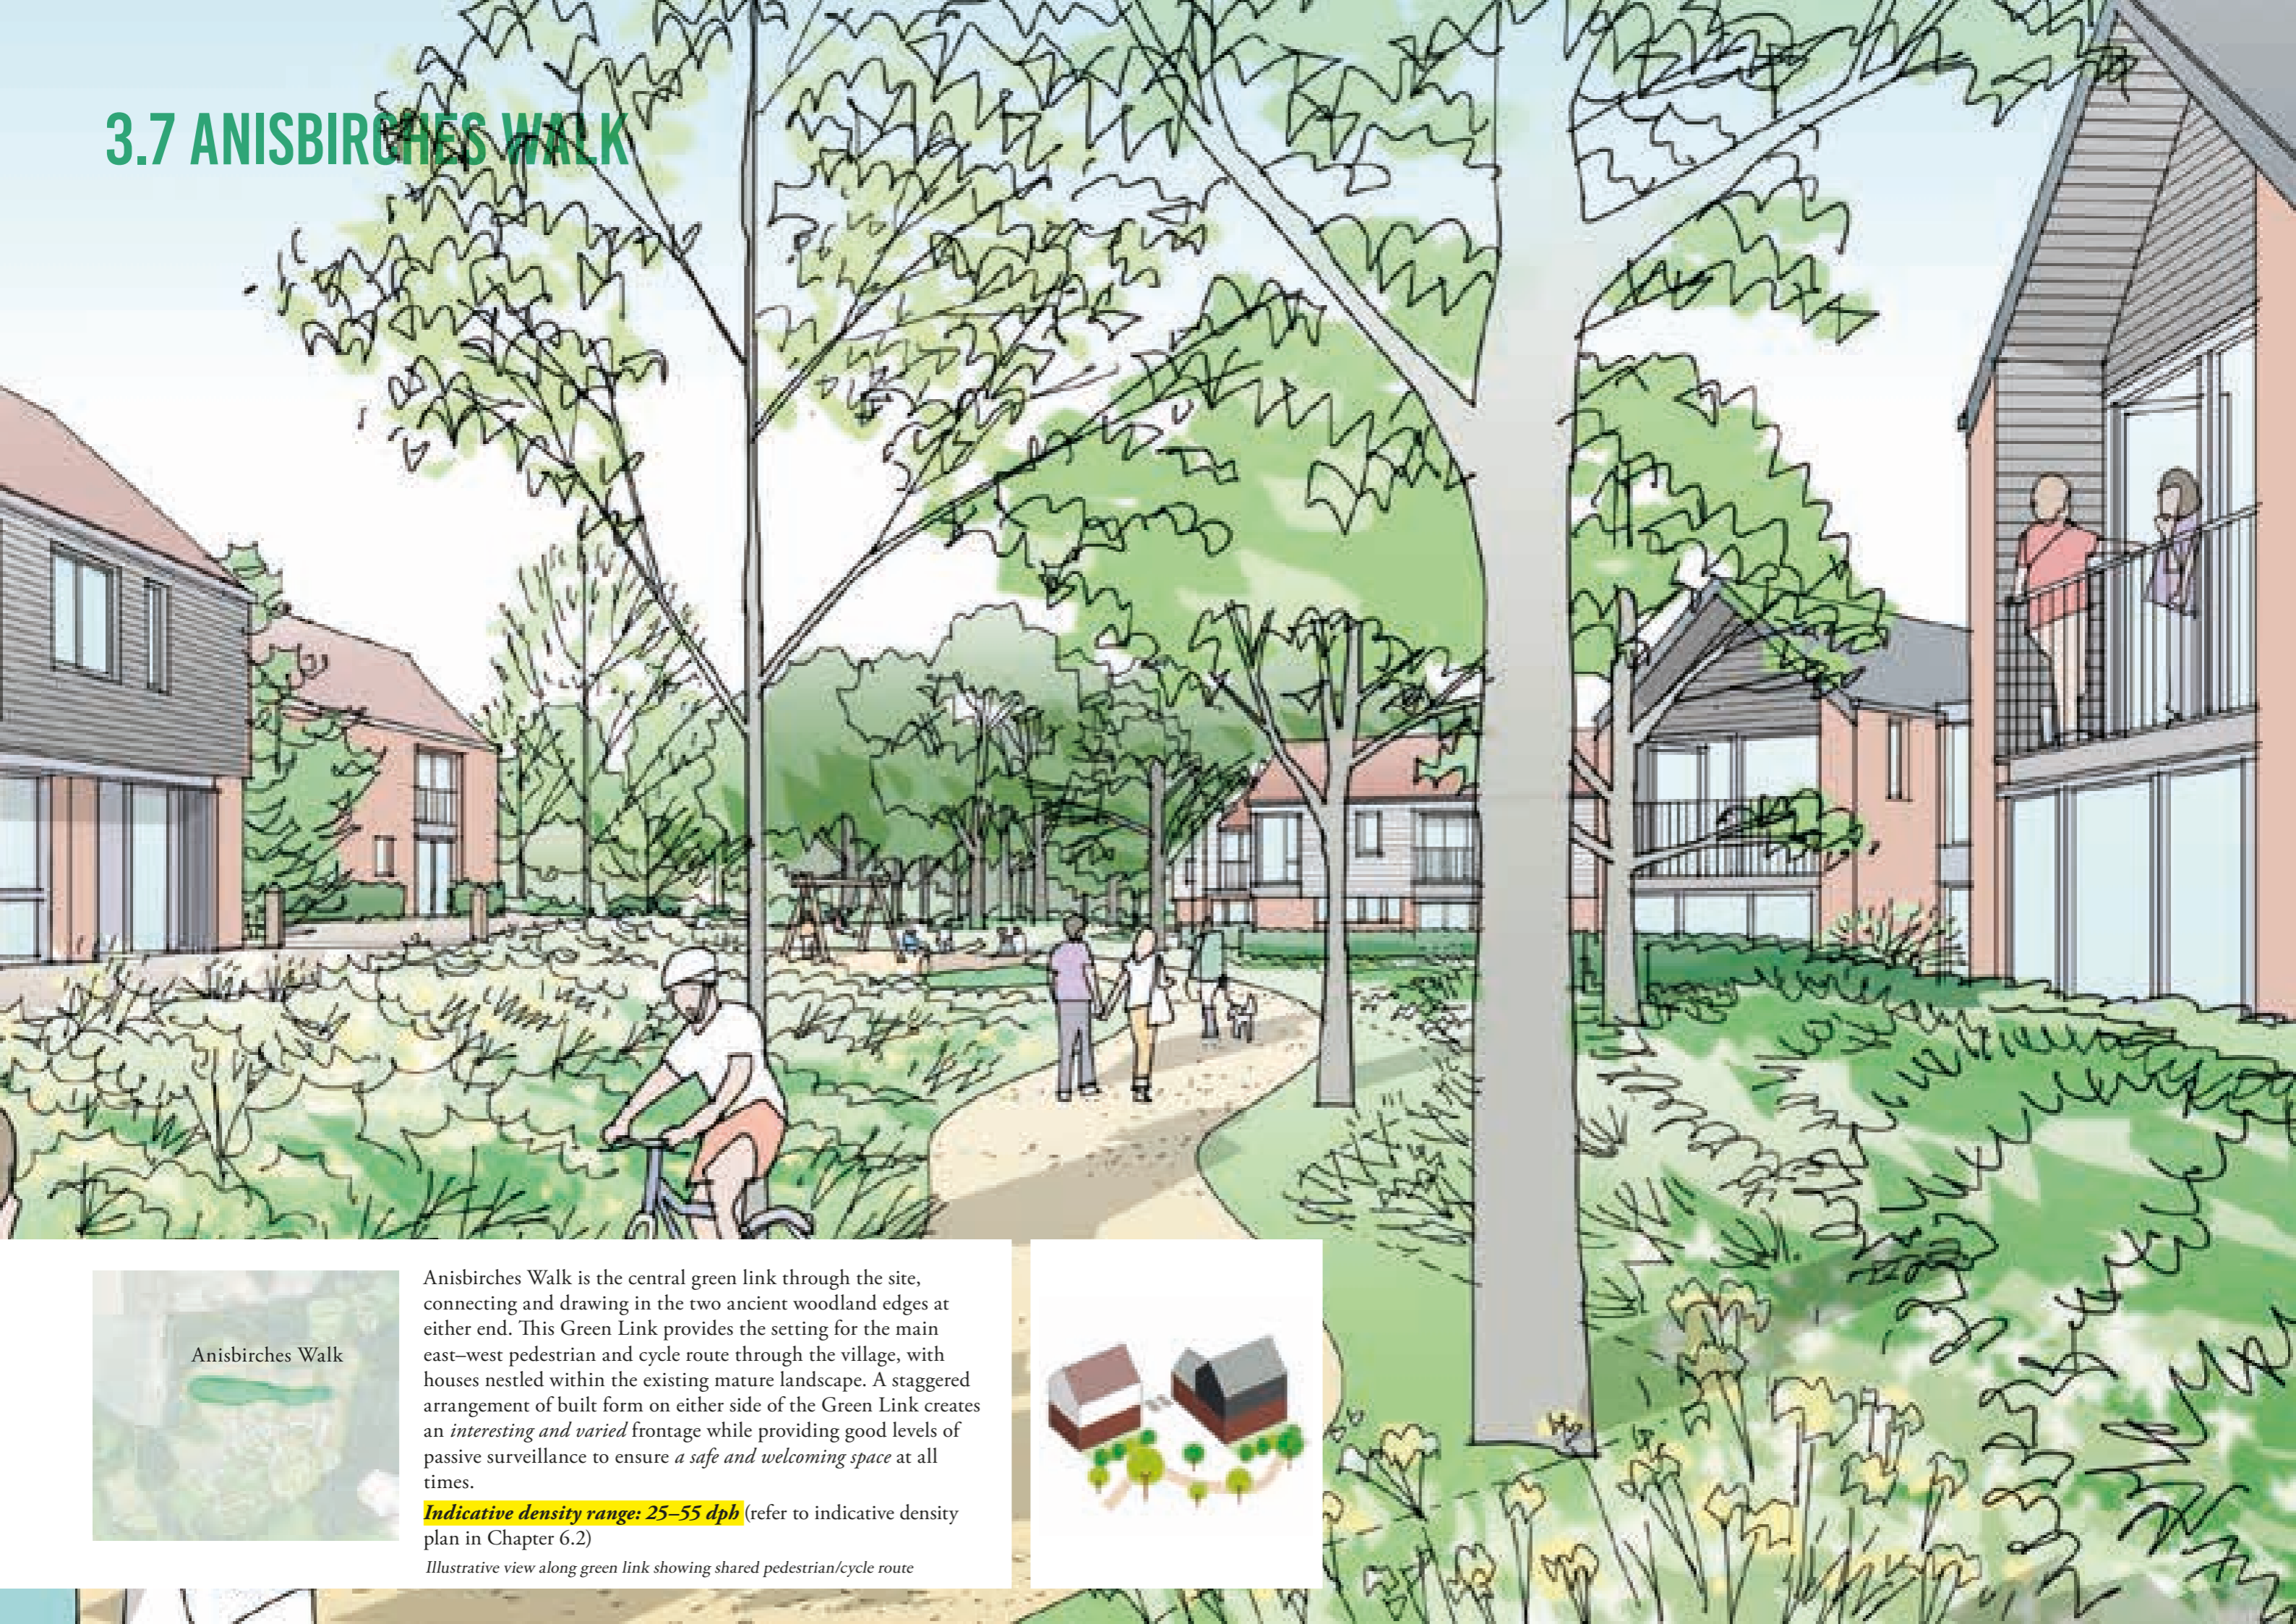 3.7 ANISBIRCHES WALK
Anisbirches Walk
Anisbirches Walk is the central green link through the site,
connecting and drawing in the two ancient woodland edges at
either end. This Green Link provides the setting for the main
east–west pedestrian and cycle route through the village, with
houses nestled within the existing mature landscape. A staggered
arrangement of built form on either side of the Green Link creates
an interesting and varied frontage while providing good levels of
passive surveillance to ensure a safe and welcoming space at all
times.
Indicative density range: 25–55 dph (refer to indicative density
plan in Chapter 6.2)
Illustrative view along green link showing shared pedestrian/cycle route